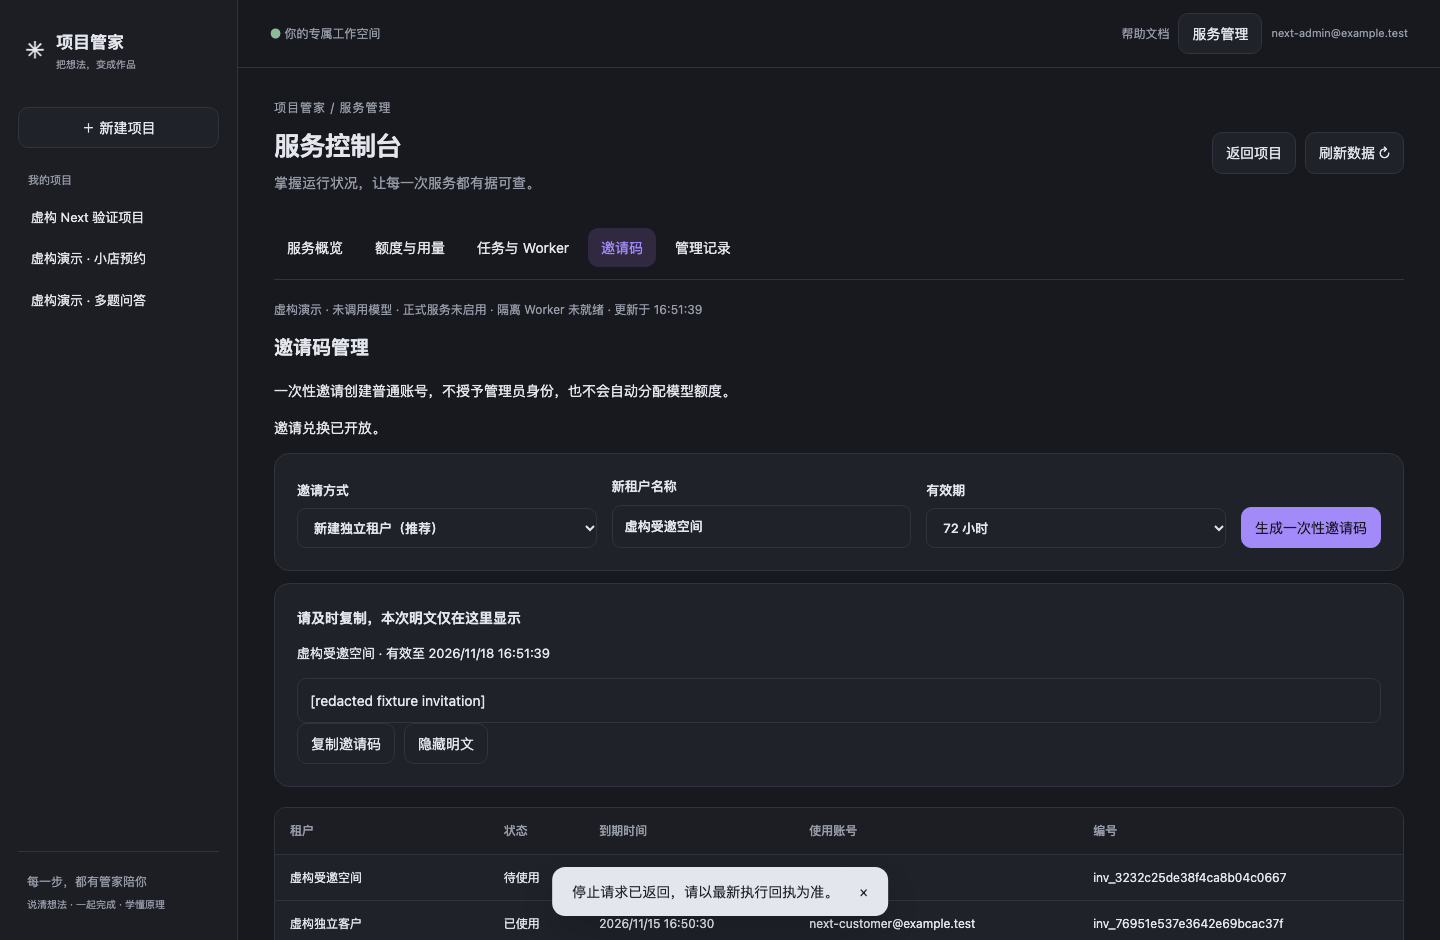 项目管家
把想法，变成作品
+ 新建项目
我的项目
虚构 Next 验证项目
虚构演示 · 小店预约
虚构演示 · 多题问答
每一步，都有管家陪你
说清想法 · 一起完成 · 学懂原理
你的专属工作空间
帮助文档
服务管理
next-admin@example.test
项目管家 / 服务管理
服务控制台
掌握运行状况，让每一次服务都有据可查。
返回项目
刷新数据 ↻
服务概览
额度与用量
任务与 Worker
邀请码
管理记录
虚构演示 · 未调用模型 · 正式服务未启用 · 隔离 Worker 未就绪 · 更新于 16:51:39
邀请码管理
一次性邀请创建普通账号，不授予管理员身份，也不会自动分配模型额度。
邀请兑换已开放。
邀请方式
新建独立租户（推荐）
新租户名称
虚构受邀空间
有效期
72 小时
生成一次性邀请码
请及时复制，本次明文仅在这里显示
虚构受邀空间 · 有效至 2026/11/18 16:51:39
[redacted fixture invitation]
复制邀请码
隐藏明文
租户 状态 到期时间 使用账号 编号
虚构受邀空间 待使用 inv_3232c25de38f4ca8b04c0667
虚构独立客户 已使用 2026/11/15 16:50:30 next-customer@example.test inv_76951e537e3642e69bcac37f
停止请求已返回，请以最新执行回执为准。 ×